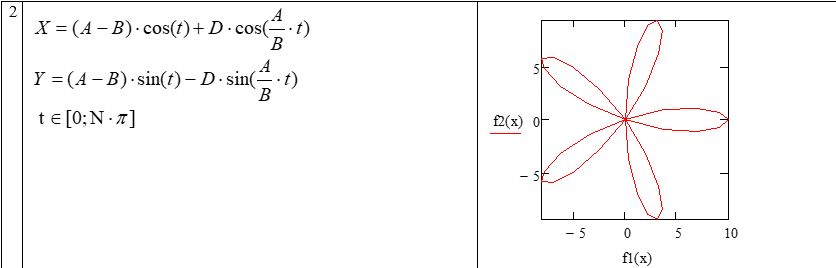 2
X = (A − B) · cos(t) + D · cos(A/B · t)
Y = (A − B) · sin(t) − D · sin(A/B · t)
t ∈ [0; N · π]
5
f2(x) 0
− 5
− 5 0 5 10
f1(x)